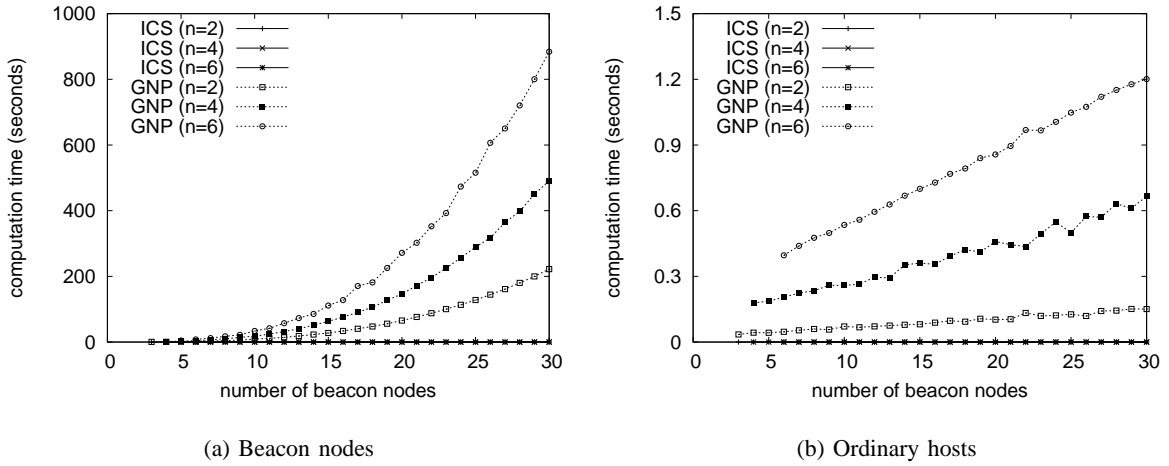 1000
800
600
400
200
0
computation time (seconds)
ICS (n=2)
ICS (n=4)
ICS (n=6)
GNP (n=2)
GNP (n=4)
GNP (n=6)
0 5 10 15 20 25 30
number of beacon nodes
(a) Beacon nodes
1.5
1.2
0.9
0.6
0.3
0
computation time (seconds)
ICS (n=2)
ICS (n=4)
ICS (n=6)
GNP (n=2)
GNP (n=4)
GNP (n=6)
0 5 10 15 20 25 30
number of beacon nodes
(b) Ordinary hosts